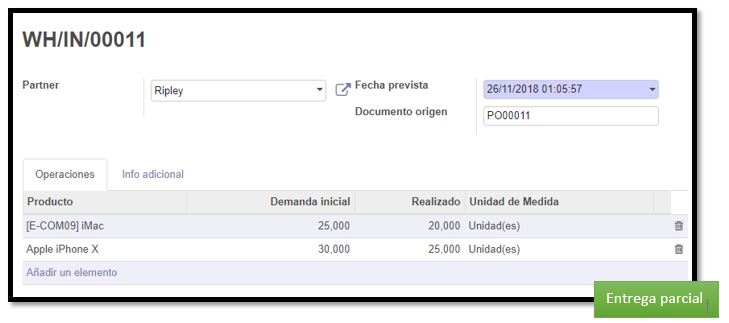 WH/IN/00011
Partner Ripley Fecha prevista 26/11/2018 01:05:57
Documento origen PO00011
Operaciones Info adicional
Producto Demanda inicial Realizado Unidad de Medida
[E-COM09] iMac 25,000 20,000 Unidad(es)
Apple iPhone X 30,000 25,000 Unidad(es)
Añadir un elemento
Entrega parcial